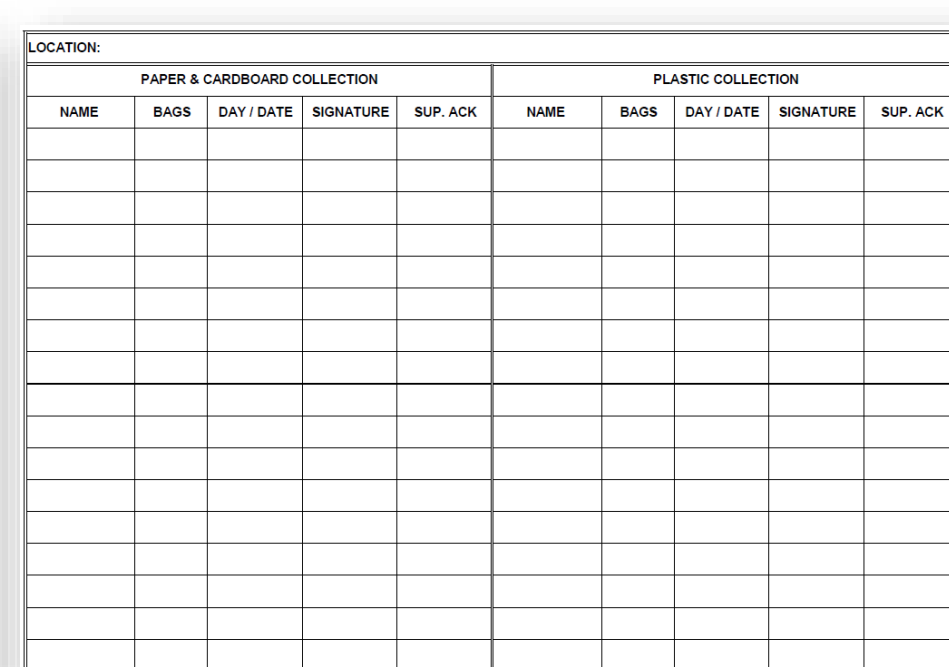 LOCATION:
PAPER & CARDBOARD COLLECTION PLASTIC COLLECTION
NAME BAGS DAY / DATE SIGNATURE SUP. ACK NAME BAGS DAY / DATE SIGNATURE SUP. ACK